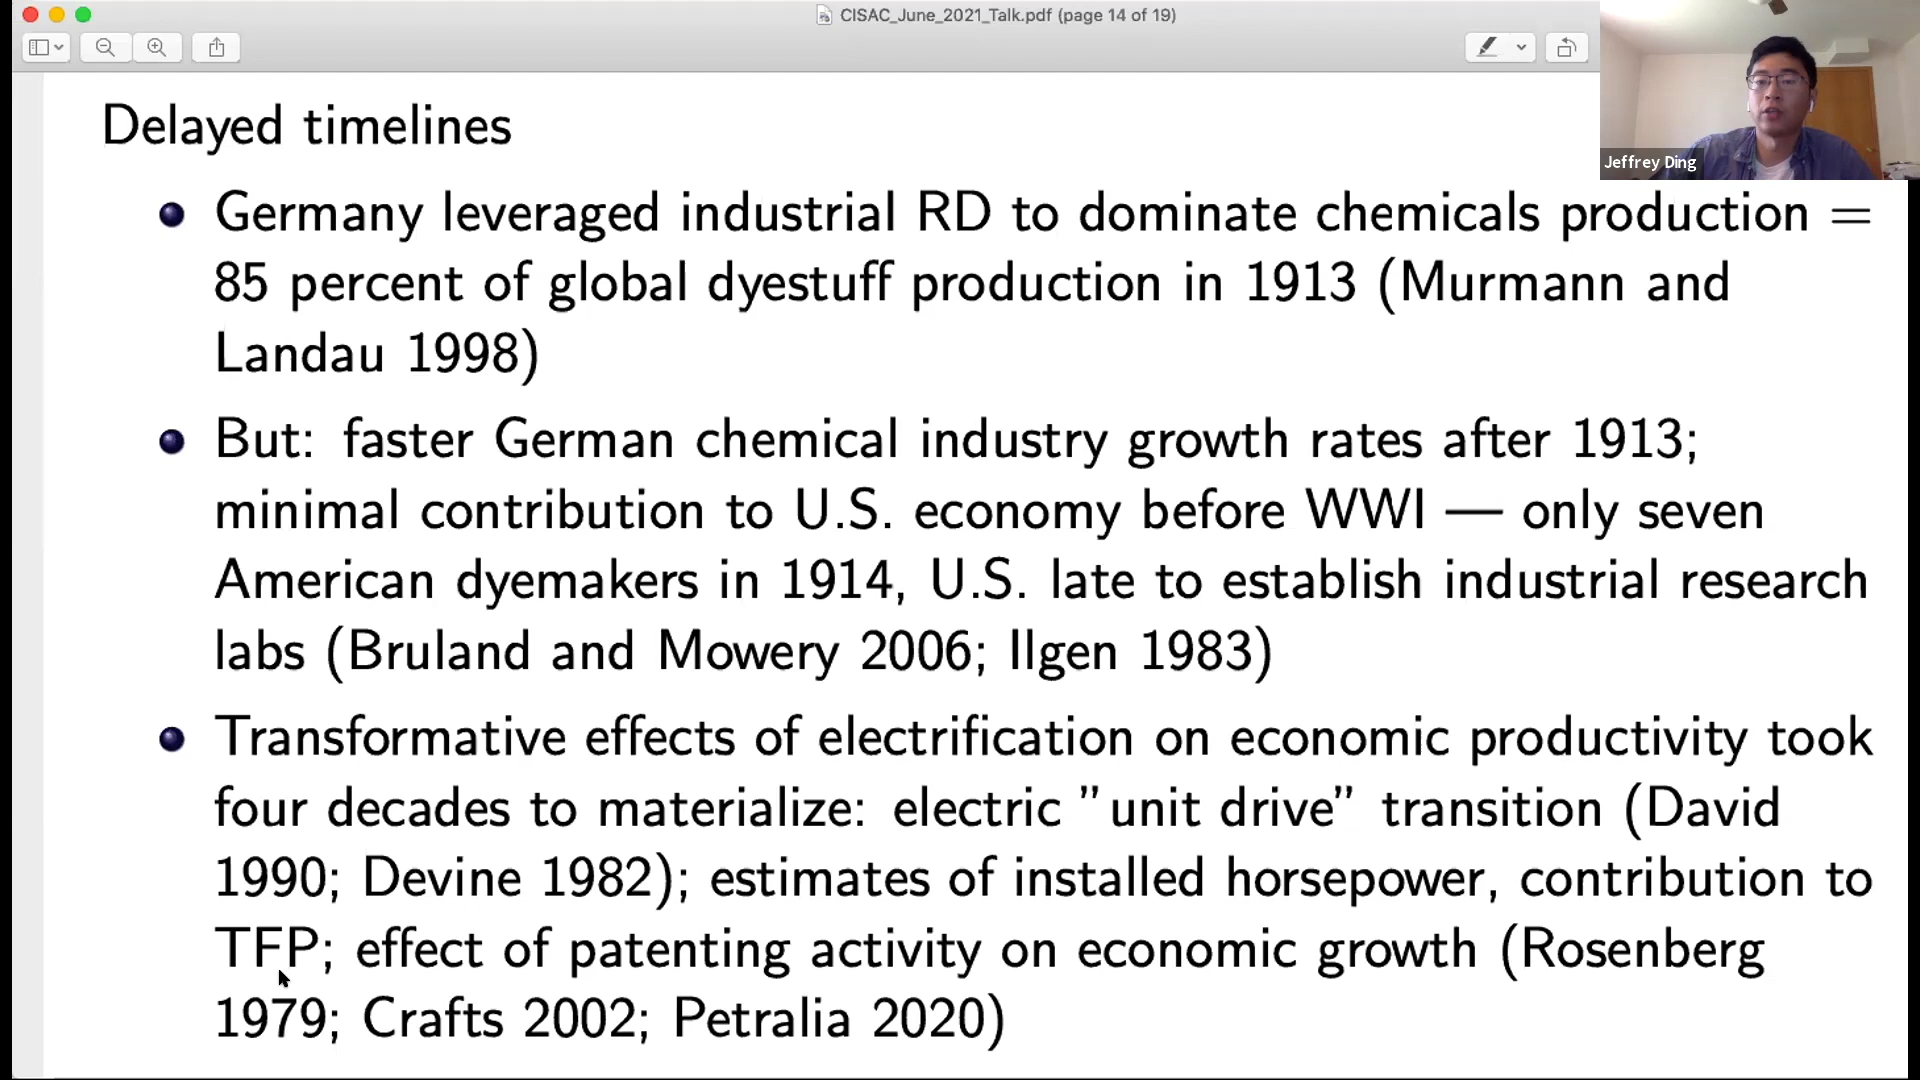 CISAC_June_2021_Talk.pdf (page 14 of 19)
Jeffrey Ding
Delayed timelines
Germany leveraged industrial RD to dominate chemicals production =
85 percent of global dyestuff production in 1913 (Murmann and
Landau 1998)
But: faster German chemical industry growth rates after 1913;
minimal contribution to U.S. economy before WWI — only seven
American dyemakers in 1914, U.S. late to establish industrial research
labs (Bruland and Mowery 2006; Ilgen 1983)
Transformative effects of electrification on economic productivity took
four decades to materialize: electric ”unit drive” transition (David
1990; Devine 1982); estimates of installed horsepower, contribution to
TFP; effect of patenting activity on economic growth (Rosenberg
1979; Crafts 2002; Petralia 2020)